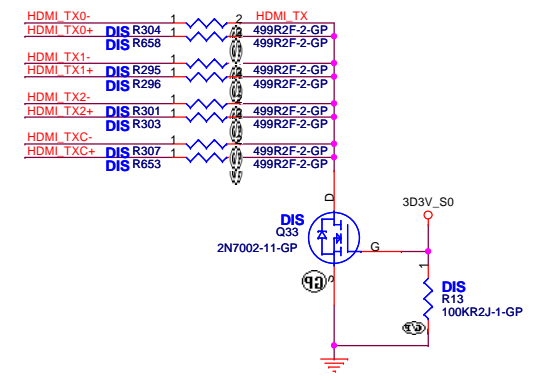 HDMI_TX0- 1 2 HDMI_TX
HDMI_TX0+ 1 DIS R304 499R2F-2-GP
DIS R658 499R2F-2-GP
HDMI_TX1- 1
HDMI_TX1+ 1 DIS R295 499R2F-2-GP
DIS R296 499R2F-2-GP
HDMI_TX2- 1
HDMI_TX2+ 1 DIS R301 499R2F-2-GP
DIS R303 499R2F-2-GP
HDMI_TXC- 1 2
HDMI_TXC+ 1 DIS R307 499R2F-2-GP
DIS R653 499R2F-2-GP
D
3D3V_S0
DIS
Q33
2N7002-11-GP
G
S
GP
1
DIS
R13
100KR2J-1-GP